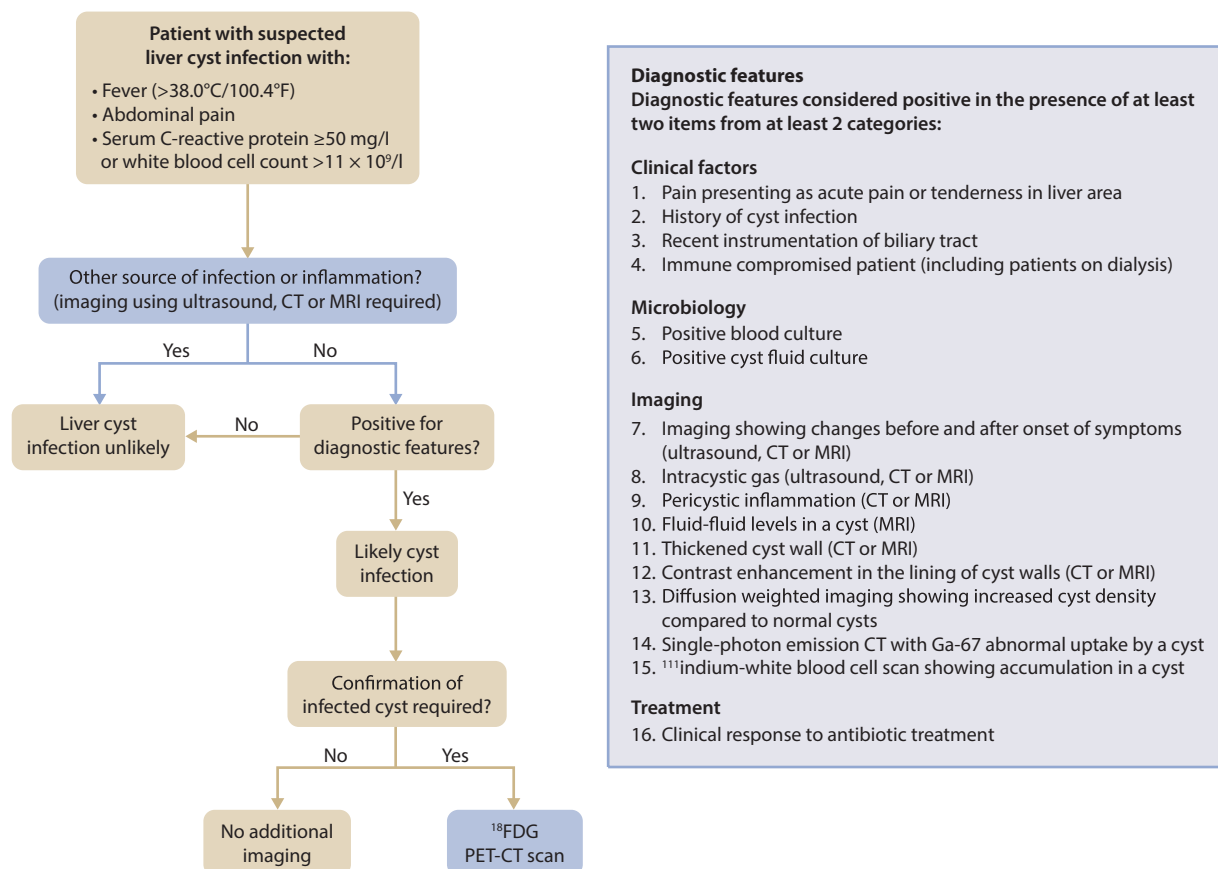 Patient with suspected
liver cyst infection with:
• Fever (>38.0°C/100.4°F)
• Abdominal pain
• Serum C-reactive protein ≥50 mg/l
or white blood cell count >11 × 10⁹/l
Other source of infection or inflammation?
(imaging using ultrasound, CT or MRI required)
Yes
No
Liver cyst
infection unlikely
No
Positive for
diagnostic features?
Yes
Likely cyst
infection
Confirmation of
infected cyst required?
No
Yes
No additional
imaging
¹⁸FDG
PET-CT scan
Diagnostic features
Diagnostic features considered positive in the presence of at least
two items from at least 2 categories:
Clinical factors
1. Pain presenting as acute pain or tenderness in liver area
2. History of cyst infection
3. Recent instrumentation of biliary tract
4. Immune compromised patient (including patients on dialysis)
Microbiology
5. Positive blood culture
6. Positive cyst fluid culture
Imaging
7. Imaging showing changes before and after onset of symptoms
(ultrasound, CT or MRI)
8. Intracystic gas (ultrasound, CT or MRI)
9. Pericystic inflammation (CT or MRI)
10. Fluid-fluid levels in a cyst (MRI)
11. Thickened cyst wall (CT or MRI)
12. Contrast enhancement in the lining of cyst walls (CT or MRI)
13. Diffusion weighted imaging showing increased cyst density
compared to normal cysts
14. Single-photon emission CT with Ga-67 abnormal uptake by a cyst
15. ¹¹¹indium-white blood cell scan showing accumulation in a cyst
Treatment
16. Clinical response to antibiotic treatment